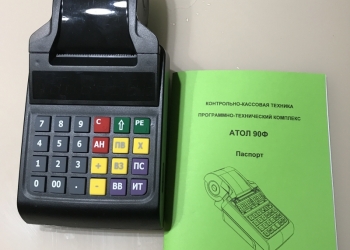 7 8 9 С ↑ РЕ
4 5 6 АН ПВ Х
1 2 3 + ВЗ ПС
0 00 . - ВВ ИТ
КОНТРОЛЬНО-КАССОВАЯ ТЕХНИКА
ПРОГРАММНО-ТЕХНИЧЕСКИЙ КОМПЛЕКС
АТОЛ 90Ф
Паспорт